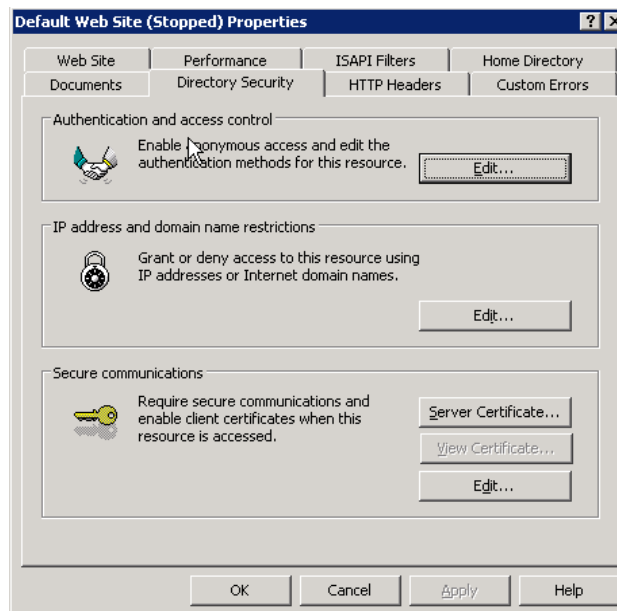 Default Web Site (Stopped) Properties
Web Site Performance ISAPI Filters Home Directory
Documents Directory Security HTTP Headers Custom Errors
Authentication and access control
Enable anonymous access and edit the
authentication methods for this resource.
Edit...
IP address and domain name restrictions
Grant or deny access to this resource using
IP addresses or Internet domain names.
Edit...
Secure communications
Require secure communications and
enable client certificates when this
resource is accessed.
Server Certificate...
View Certificate...
Edit...
OK Cancel Apply Help